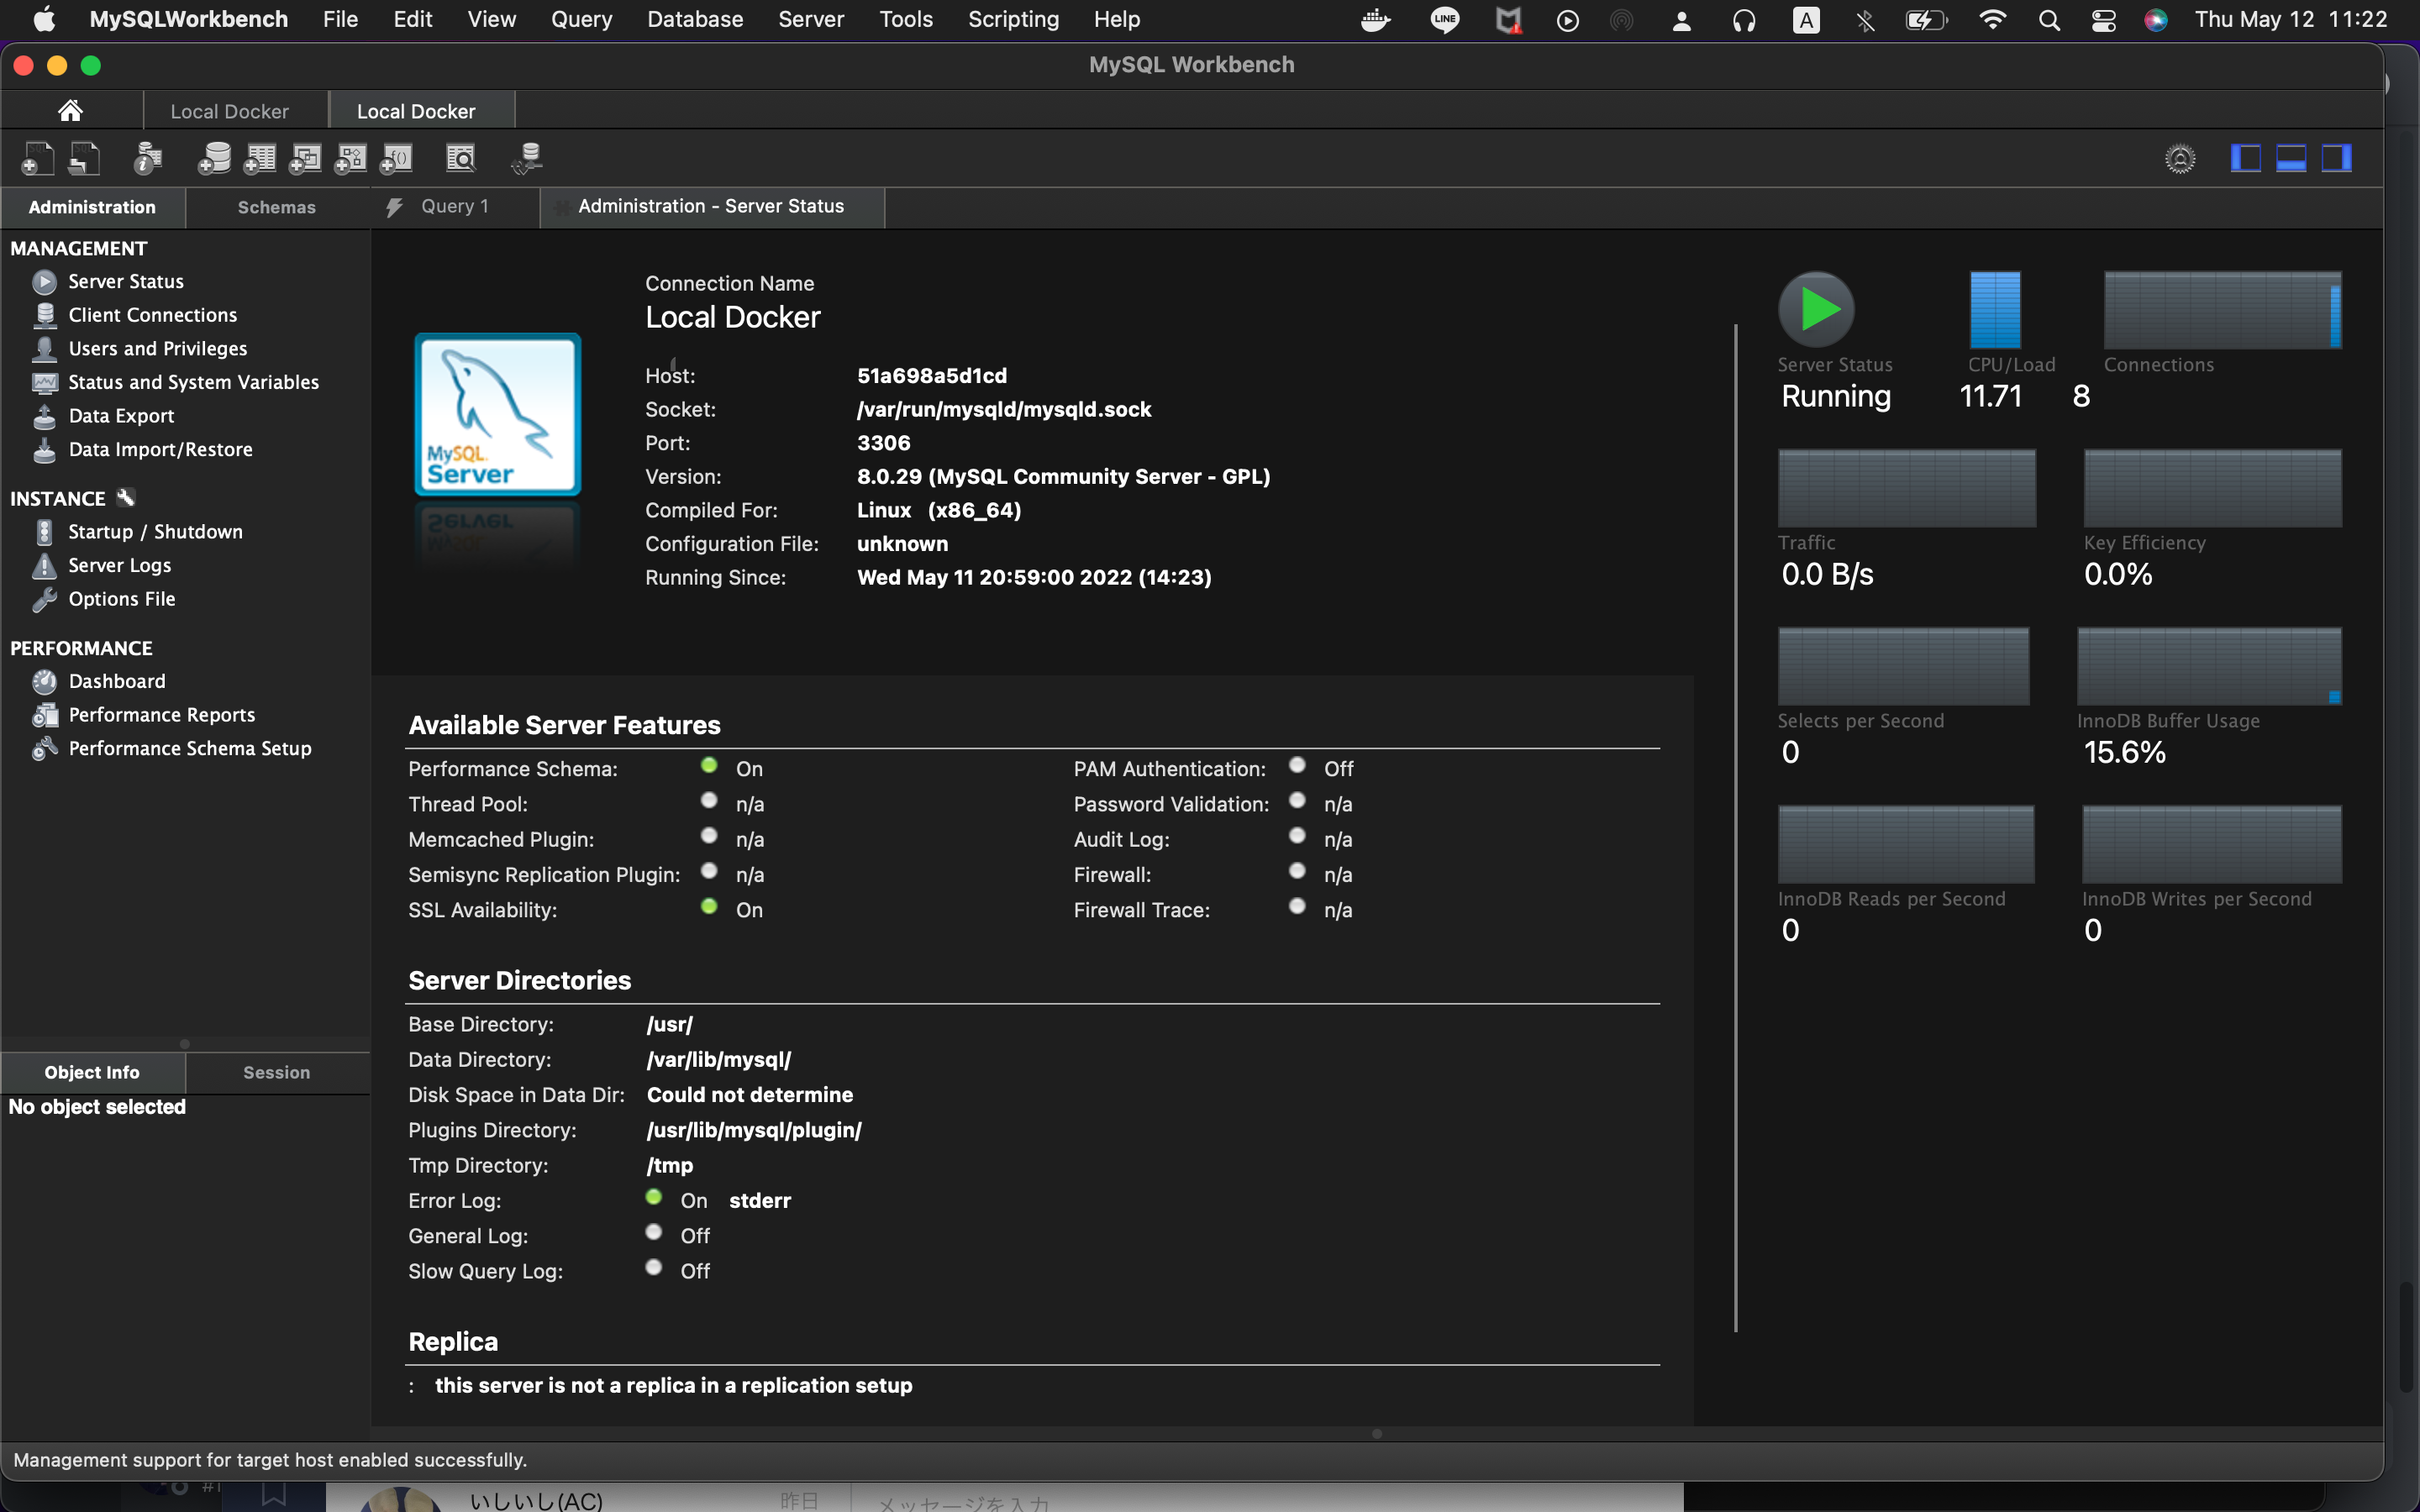 MySQLWorkbench File Edit View Query Database Server Tools Scripting Help LINE A Thu May 12 11:22
MySQL Workbench
Local Docker Local Docker
Administration Schemas Query 1 Administration - Server Status
MANAGEMENT
Server Status
Client Connections
Users and Privileges
Status and System Variables
Data Export
Data Import/Restore
INSTANCE
Startup / Shutdown
Server Logs
Options File
PERFORMANCE
Dashboard
Performance Reports
Performance Schema Setup
Object Info Session
No object selected
MySQL
Server
Connection Name
Local Docker
Host: 51a698a5d1cd
Socket: /var/run/mysqld/mysqld.sock
Port: 3306
Version: 8.0.29 (MySQL Community Server - GPL)
Compiled For: Linux (x86_64)
Configuration File: unknown
Running Since: Wed May 11 20:59:00 2022 (14:23)
Available Server Features
Performance Schema: On PAM Authentication: Off
Thread Pool: n/a Password Validation: n/a
Memcached Plugin: n/a Audit Log: n/a
Semisync Replication Plugin: n/a Firewall: n/a
SSL Availability: On Firewall Trace: n/a
Server Directories
Base Directory: /usr/
Data Directory: /var/lib/mysql/
Disk Space in Data Dir: Could not determine
Plugins Directory: /usr/lib/mysql/plugin/
Tmp Directory: /tmp
Error Log: On stderr
General Log: Off
Slow Query Log: Off
Replica
: this server is not a replica in a replication setup
Server Status CPU/Load Connections
Running 11.71 8
Traffic Key Efficiency
0.0 B/s 0.0%
Selects per Second InnoDB Buffer Usage
0 15.6%
InnoDB Reads per Second InnoDB Writes per Second
0 0
Management support for target host enabled successfully.
いしいし(AC) 昨日 メッセージを入力